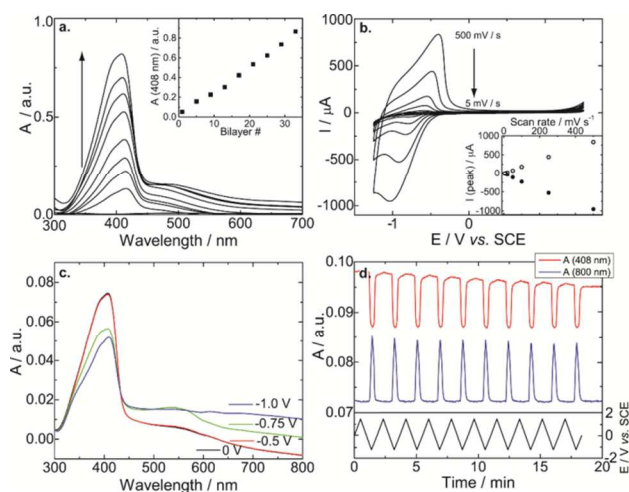 a.
A / a.u.
1.0
0.5
0.0
300 400 500 600 700
Wavelength / nm
A (408 nm) / a.u.
0.8
0.6
0.4
0.2
0.0
0 10 20 30
Bilayer #
b.
I / µA
1000
500
0
500
1000
-1 0 1
E / V vs. SCE
500 mV / s
5 mV / s
Scan rate / mV s⁻¹
0 200 400
I (peak) / µA
1000
500
0
-500
-1000
c.
A / a.u.
0.08
0.06
0.04
0.02
0.00
300 400 500 600 700 800
Wavelength / nm
-1.0 V
-0.75 V
-0.5 V
0 V
d.
A (408 nm)
A (800 nm)
A / a.u.
0.10
0.09
0.08
0.07
0 5 10 15 20
Time / min
2
0
-2
E / V vs. SCE